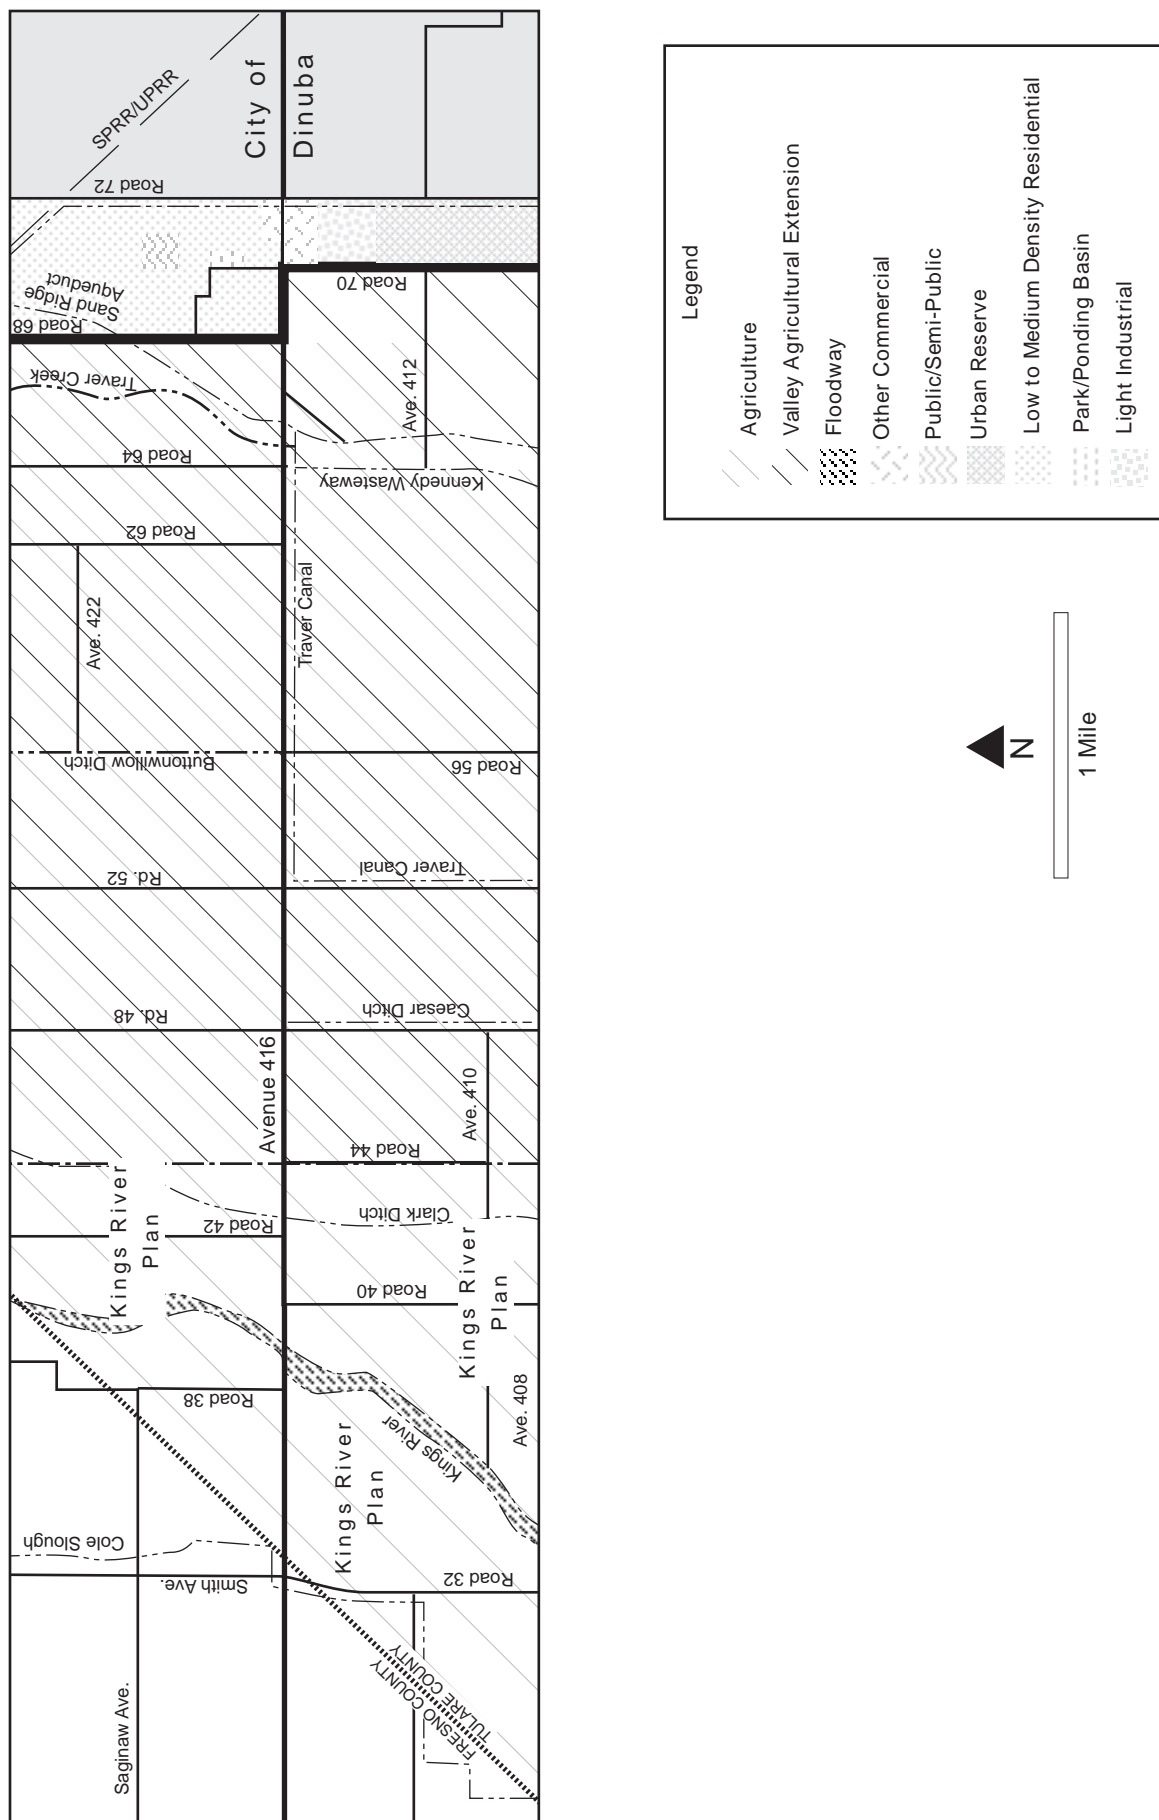 SPRR/UPRR
City of
Dinuba
Road 72
Sand Ridge
Aqueduct
Road 68
Road 70
Traver Creek
Ave. 412
Road 64
Kennedy Wasteway
Road 62
Ave. 422
Traver Canal
Buttonwillow Ditch
Road 56
Rd. 52
Traver Canal
Rd. 48
Caesar Ditch
Avenue 416
Ave. 410
Road 44
Kings River
Plan
Clark Ditch
Road 42
Kings River
Plan
Road 40
Road 38
Ave. 408
Kings River
Kings River
Plan
Cole Slough
Smith Ave.
Road 32
FRESNO COUNTY
TULARE COUNTY
Saginaw Ave.
Legend
Agriculture
Valley Agricultural Extension
Floodway
Other Commercial
Public/Semi-Public
Urban Reserve
Low to Medium Density Residential
Park/Ponding Basin
Light Industrial
N
1 Mile